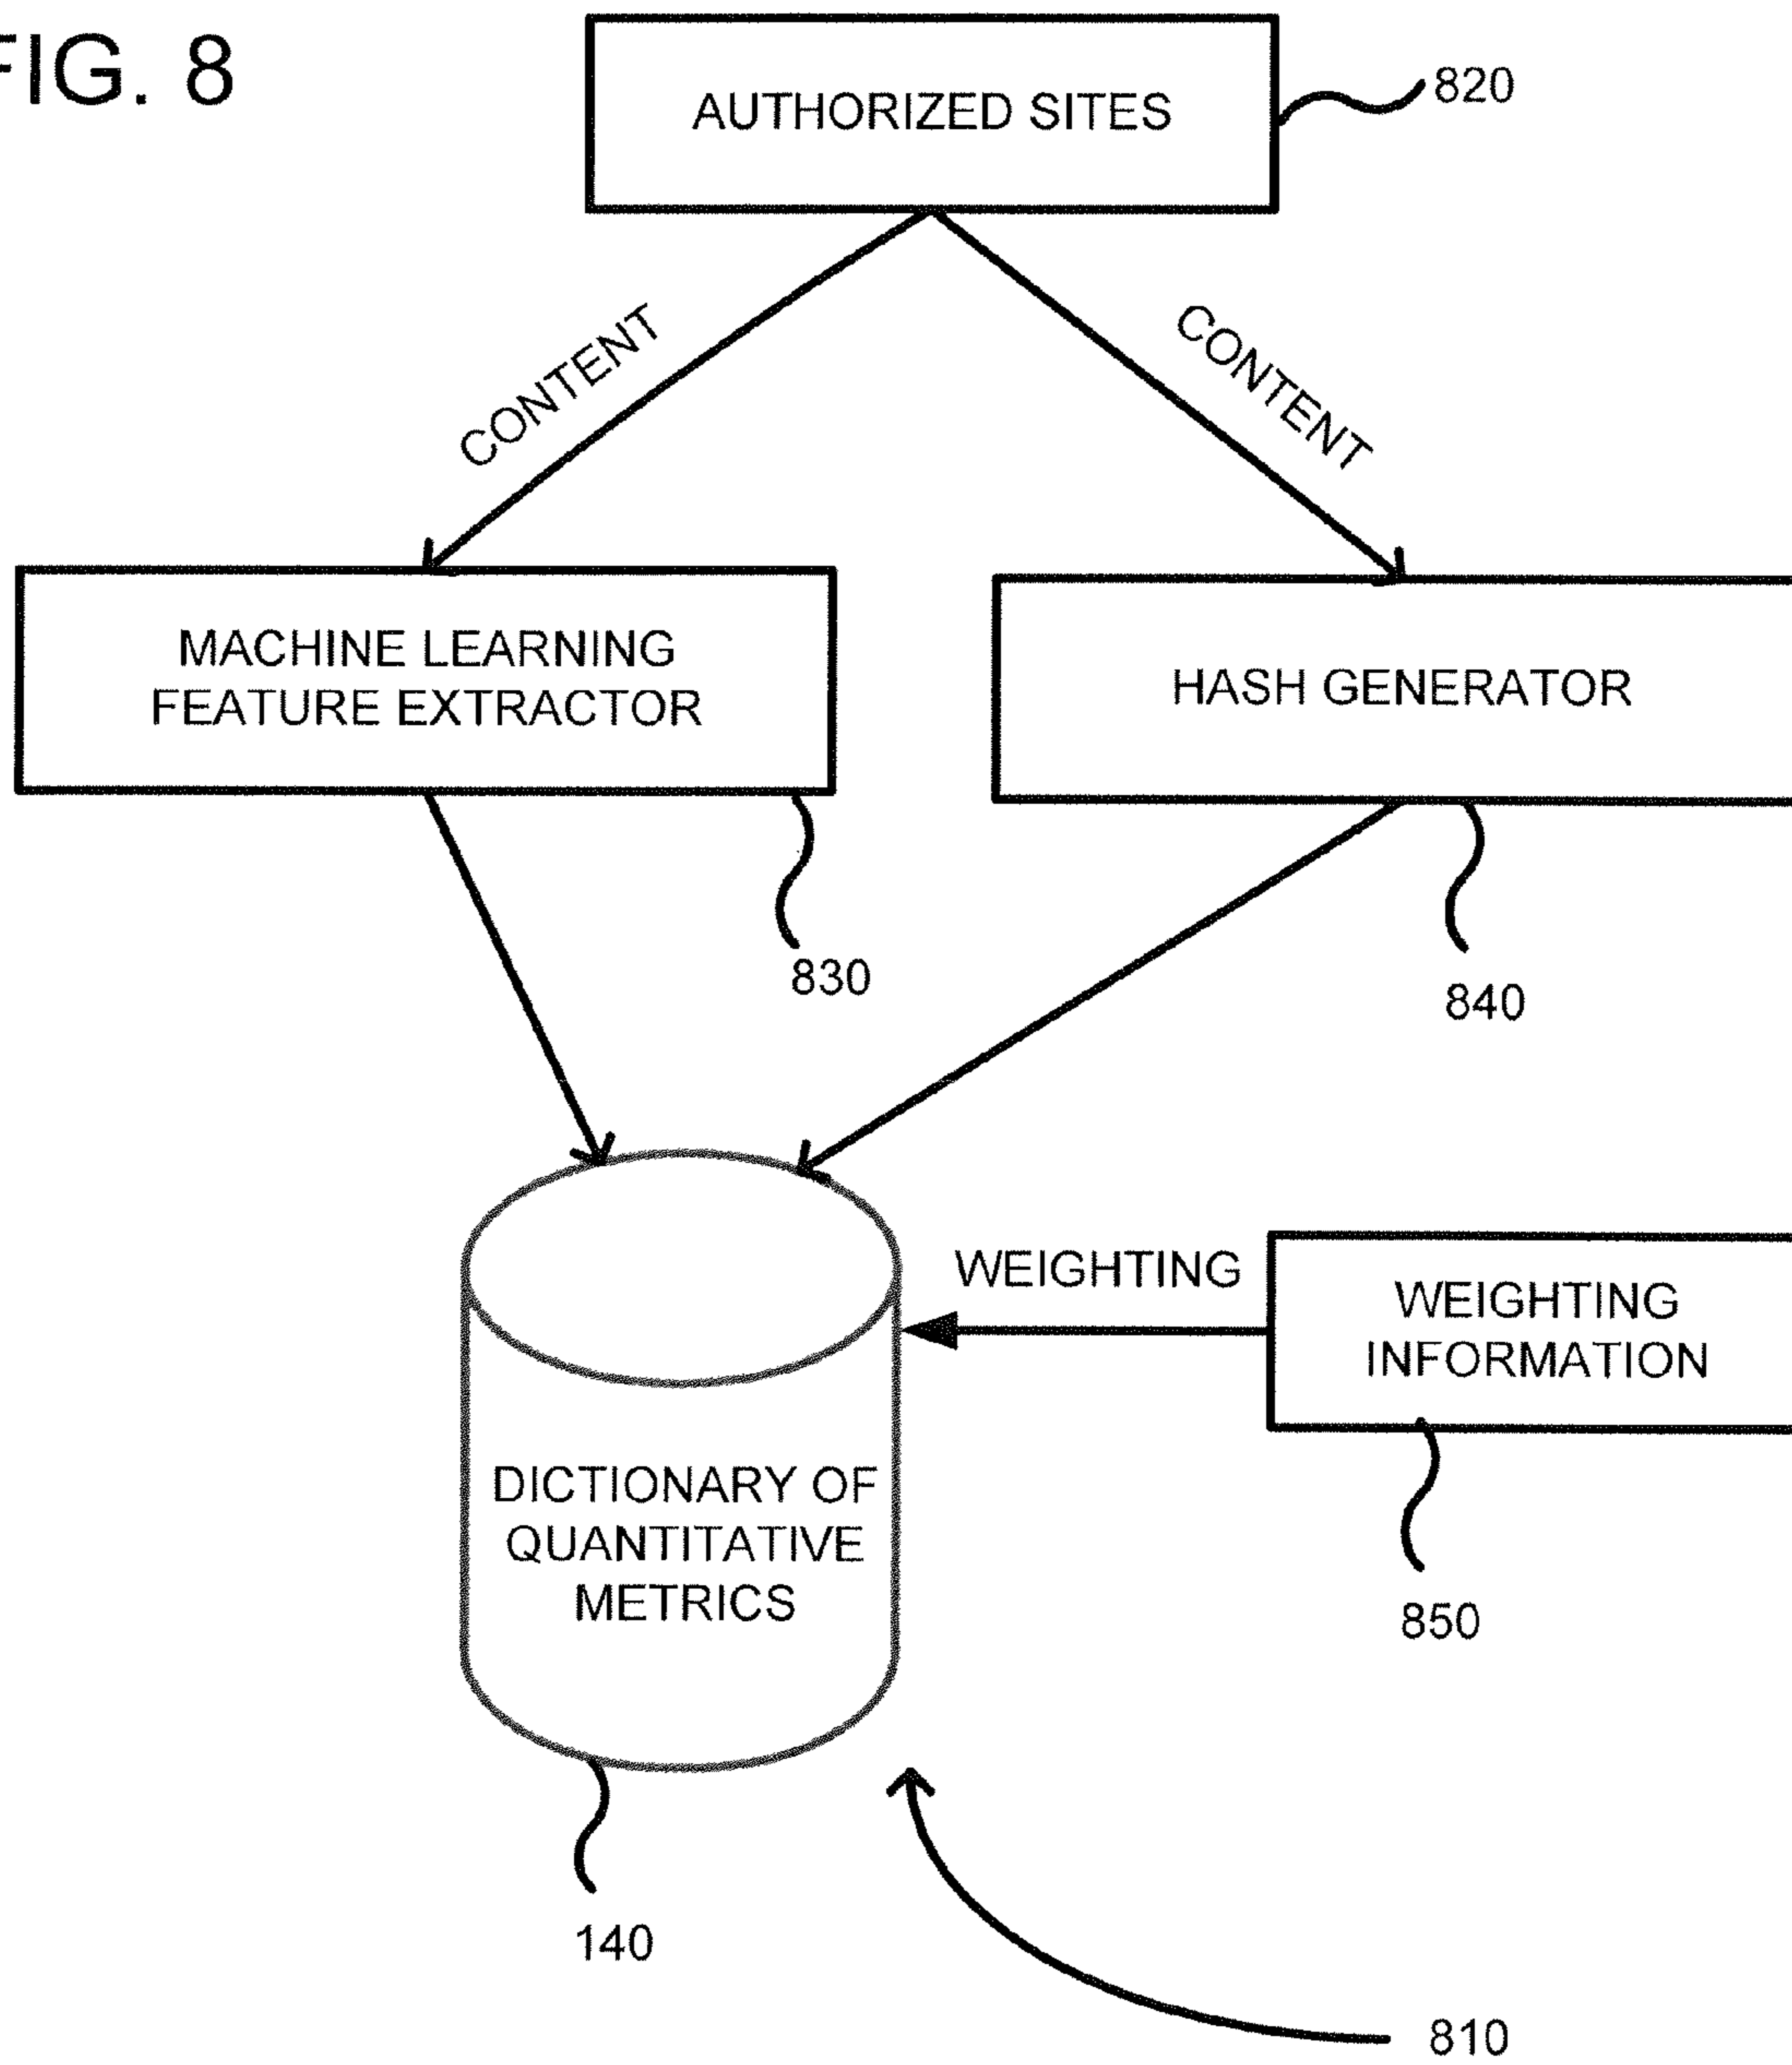 FIG. 8
AUTHORIZED SITES
820
CONTENT
CONTENT
MACHINE LEARNING
FEATURE EXTRACTOR
HASH GENERATOR
830
840
WEIGHTING
WEIGHTING
INFORMATION
DICTIONARY OF
QUANTITATIVE
METRICS
850
140
810